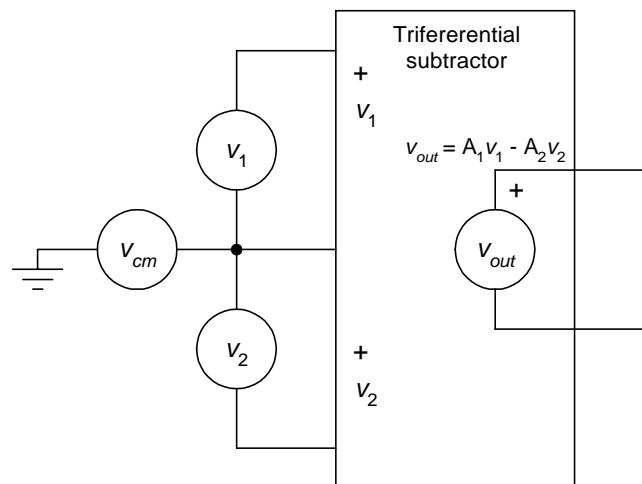 Trifererential
subtractor
+
v1
v1
vout = A1v1 - A2v2
+
vcm
vout
v2
+
v2